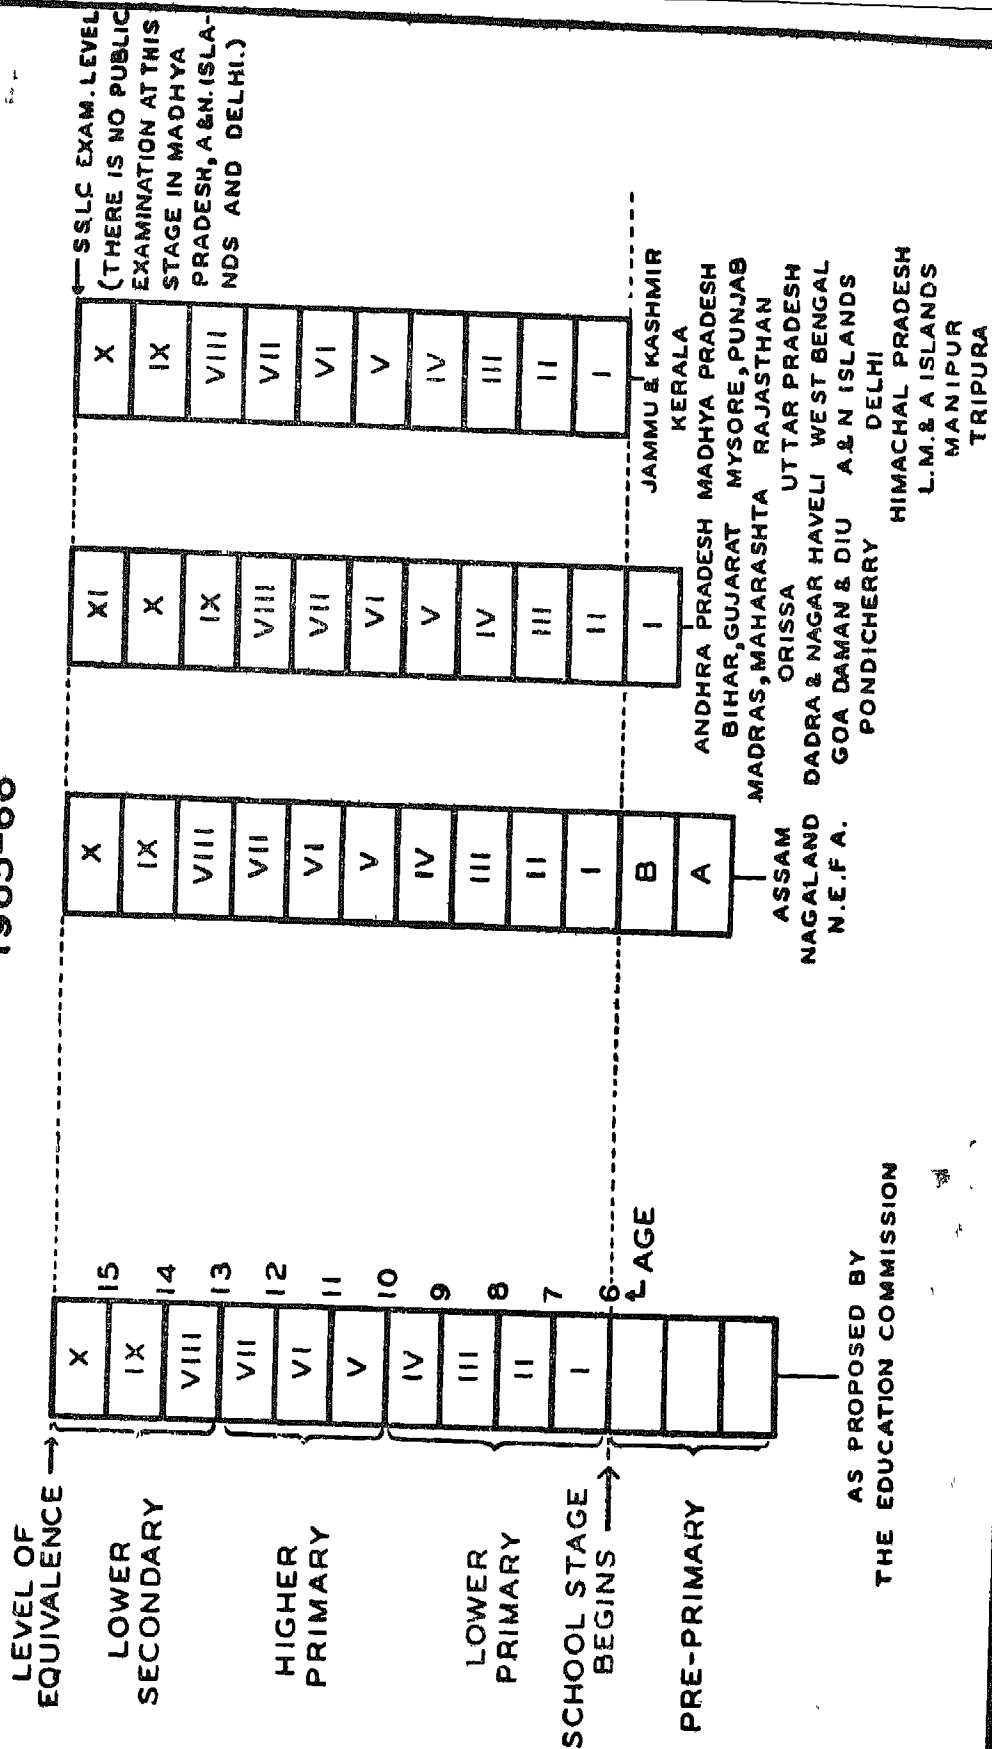 LEVEL OF
EQUIVALENCE
LOWER
SECONDARY
HIGHER
PRIMARY
LOWER
PRIMARY
SCHOOL STAGE
BEGINS
PRE-PRIMARY
X
IX
VIII
VII
VI
V
IV
III
II
I
15
14
13
12
11
10
9
8
7
6
AGE
AS PROPOSED BY
THE EDUCATION COMMISSION
X
IX
VIII
VII
VI
V
IV
III
II
I
B
A
ASSAM
NAGALAND
N.E.F A.
XI
X
IX
VIII
VII
VI
V
IV
III
II
I
ANDHRA PRADESH MADHYA PRADESH
BIHAR, GUJARAT MYSORE, PUNJAB
MADRAS, MAHARASHTA RAJASTHAN
ORISSA UTTAR PRADESH
DADRA & NAGAR HAVELI WEST BENGAL
GOA DAMAN & DIU A & N ISLANDS
PONDICHERRY DELHI
HIMACHAL PRADESH
L.M. & A ISLANDS
MANIPUR
TRIPURA
X
IX
VIII
VII
VI
V
IV
III
II
I
JAMMU & KASHMIR
KERALA
SSLC EXAM. LEVEL
(THERE IS NO PUBLIC
EXAMINATION AT THIS
STAGE IN MADHYA
PRADESH, A & N. ISLA-
NDS AND DELHI.)